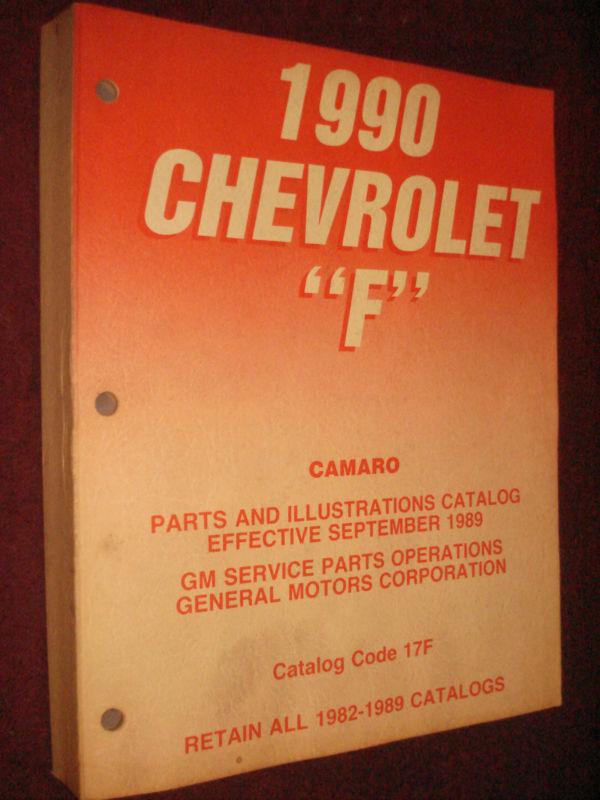 1990
CHEVROLET
“F”
CAMARO
PARTS AND ILLUSTRATIONS CATALOG
EFFECTIVE SEPTEMBER 1989
GM SERVICE PARTS OPERATIONS
GENERAL MOTORS CORPORATION
Catalog Code 17F
RETAIN ALL 1982-1989 CATALOGS